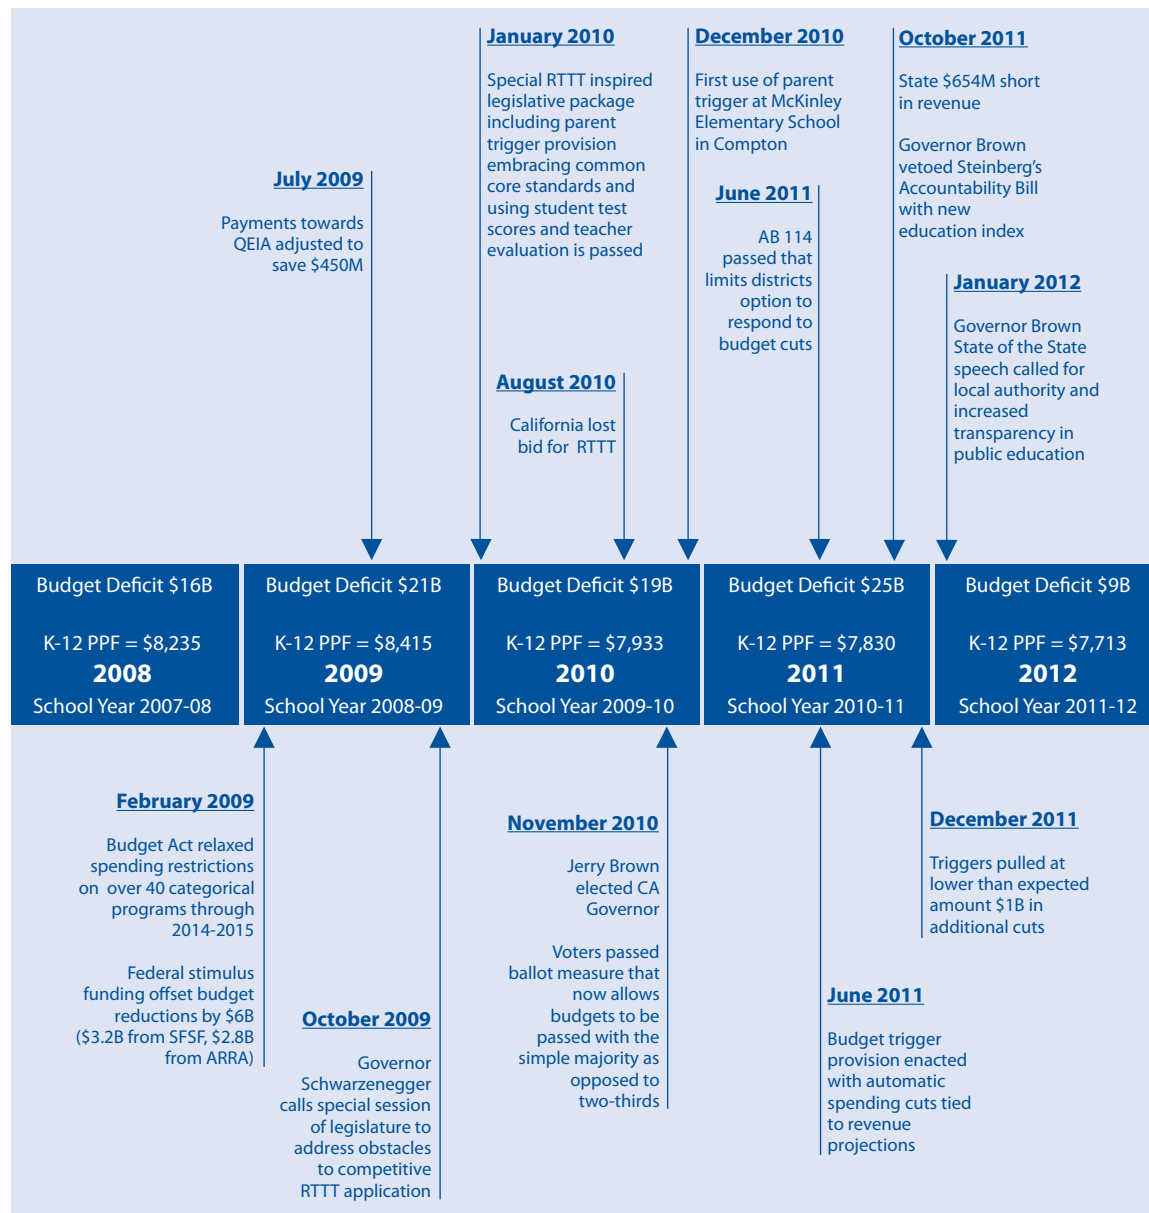 January 2010
Special RTTT inspired
legislative package
including parent
trigger provision
embracing common
core standards and
using student test
scores and teacher
evaluation is passed
December 2010
First use of parent
trigger at McKinley
Elementary School
in Compton
October 2011
State $654M short
in revenue
Governor Brown
vetoed Steinberg's
Accountability Bill
with new
education index
July 2009
Payments towards
QEIA adjusted to
save $450M
June 2011
AB 114
passed that
limits districts
option to
respond to
budget cuts
January 2012
Governor Brown
State of the State
speech called for
local authority and
increased
transparency in
public education
August 2010
California lost
bid for RTTT
Budget Deficit $16B
K-12 PPF = $8,235
2008
School Year 2007-08
Budget Deficit $21B
K-12 PPF = $8,415
2009
School Year 2008-09
Budget Deficit $19B
K-12 PPF = $7,933
2010
School Year 2009-10
Budget Deficit $25B
K-12 PPF = $7,830
2011
School Year 2010-11
Budget Deficit $9B
K-12 PPF = $7,713
2012
School Year 2011-12
February 2009
Budget Act relaxed
spending restrictions
on over 40 categorical
programs through
2014-2015
Federal stimulus
funding offset budget
reductions by $6B
($3.2B from SFSF, $2.8B
from ARRA)
October 2009
Governor
Schwarzenegger
calls special session
of legislature to
address obstacles
to competitive
RTTT application
November 2010
Jerry Brown
elected CA
Governor
Voters passed
ballot measure that
now allows
budgets to be
passed with the
simple majority as
opposed to
two-thirds
June 2011
Budget trigger
provision enacted
with automatic
spending cuts tied
to revenue
projections
December 2011
Triggers pulled at
lower than expected
amount $1B in
additional cuts